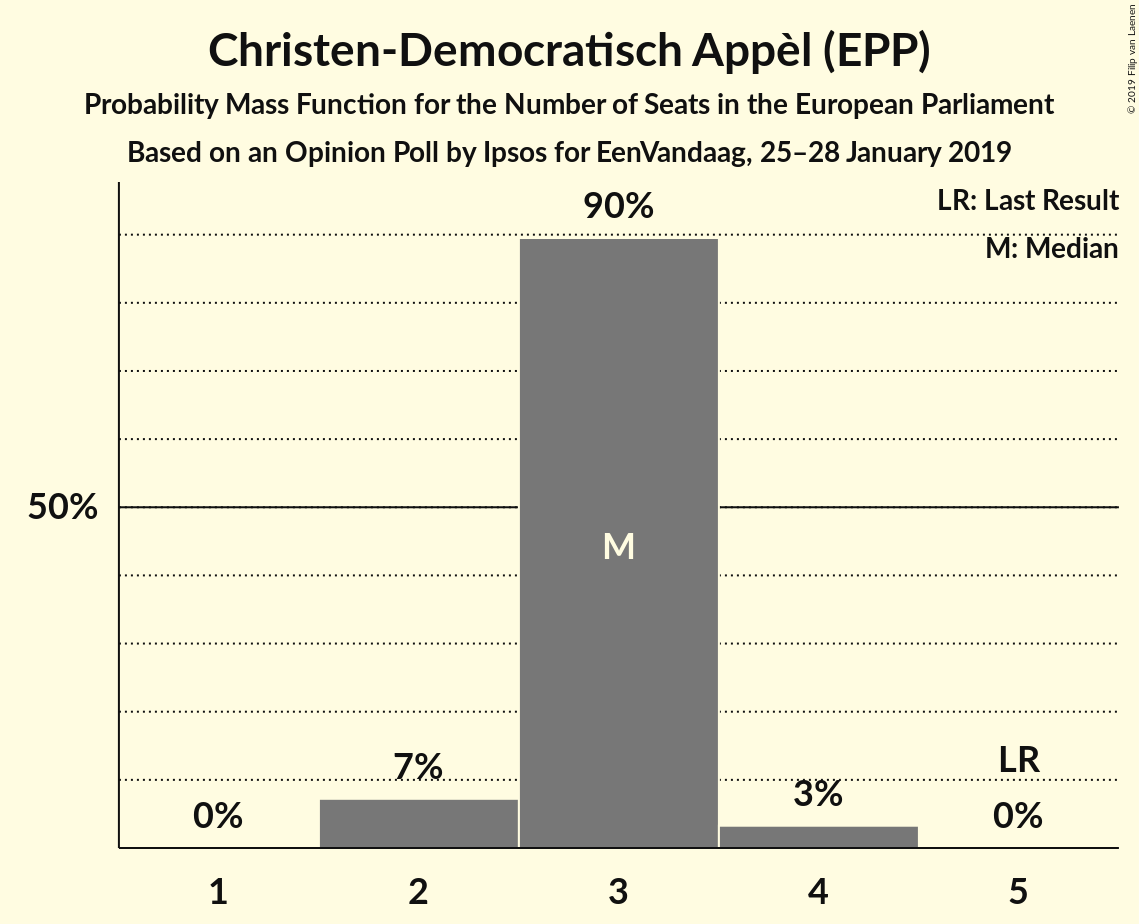 Christen-Democratisch Appèl (EPP)
Probability Mass Function for the Number of Seats in the European Parliament
Based on an Opinion Poll by Ipsos for EenVandaag, 25–28 January 2019
© 2019 Filip van Laenen
LR: Last Result
M: Median
90%
50%
M
7%
LR
3%
0%
0%
1 2 3 4 5